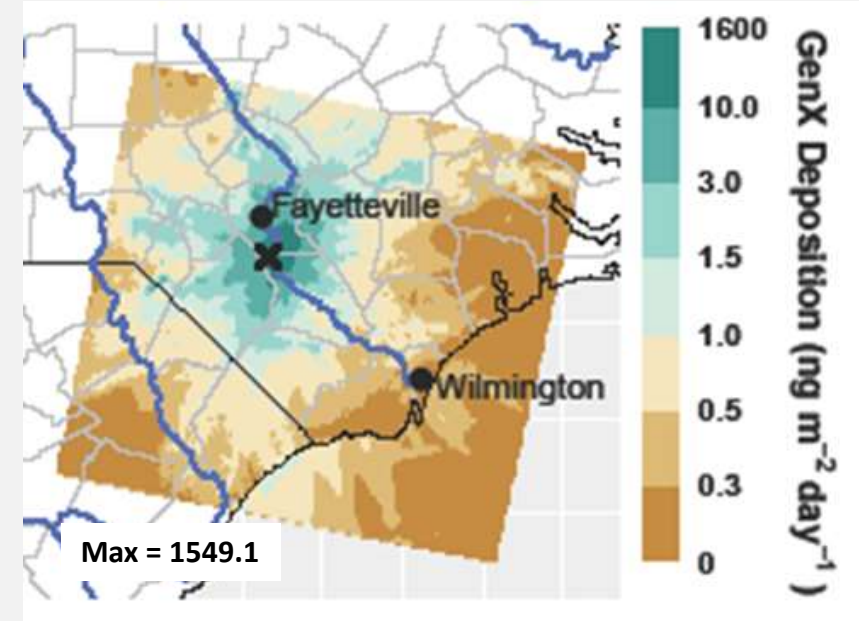 Fayetteville
Wilmington
Max = 1549.1
1600
10.0
3.0
1.5
1.0
0.5
0.3
0
GenX Deposition (ng m⁻² day⁻¹ )